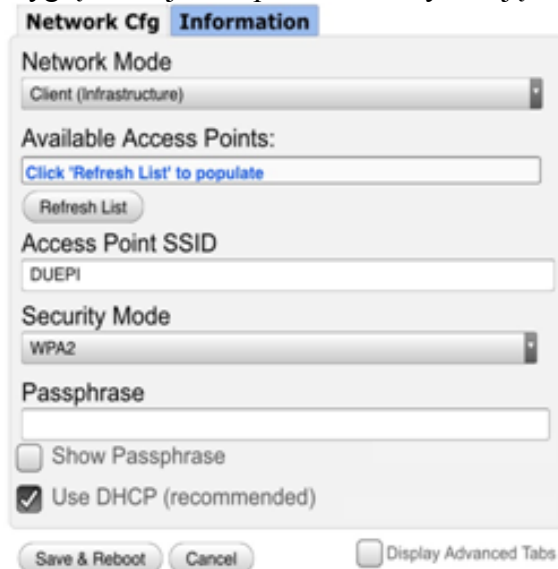 Network Cfg Information
Network Mode
Client (Infrastructure)
Available Access Points:
Click 'Refresh List' to populate
Refresh List
Access Point SSID
DUEPI
Security Mode
WPA2
Passphrase
Show Passphrase
Use DHCP (recommended)
Save & Reboot Cancel Display Advanced Tabs